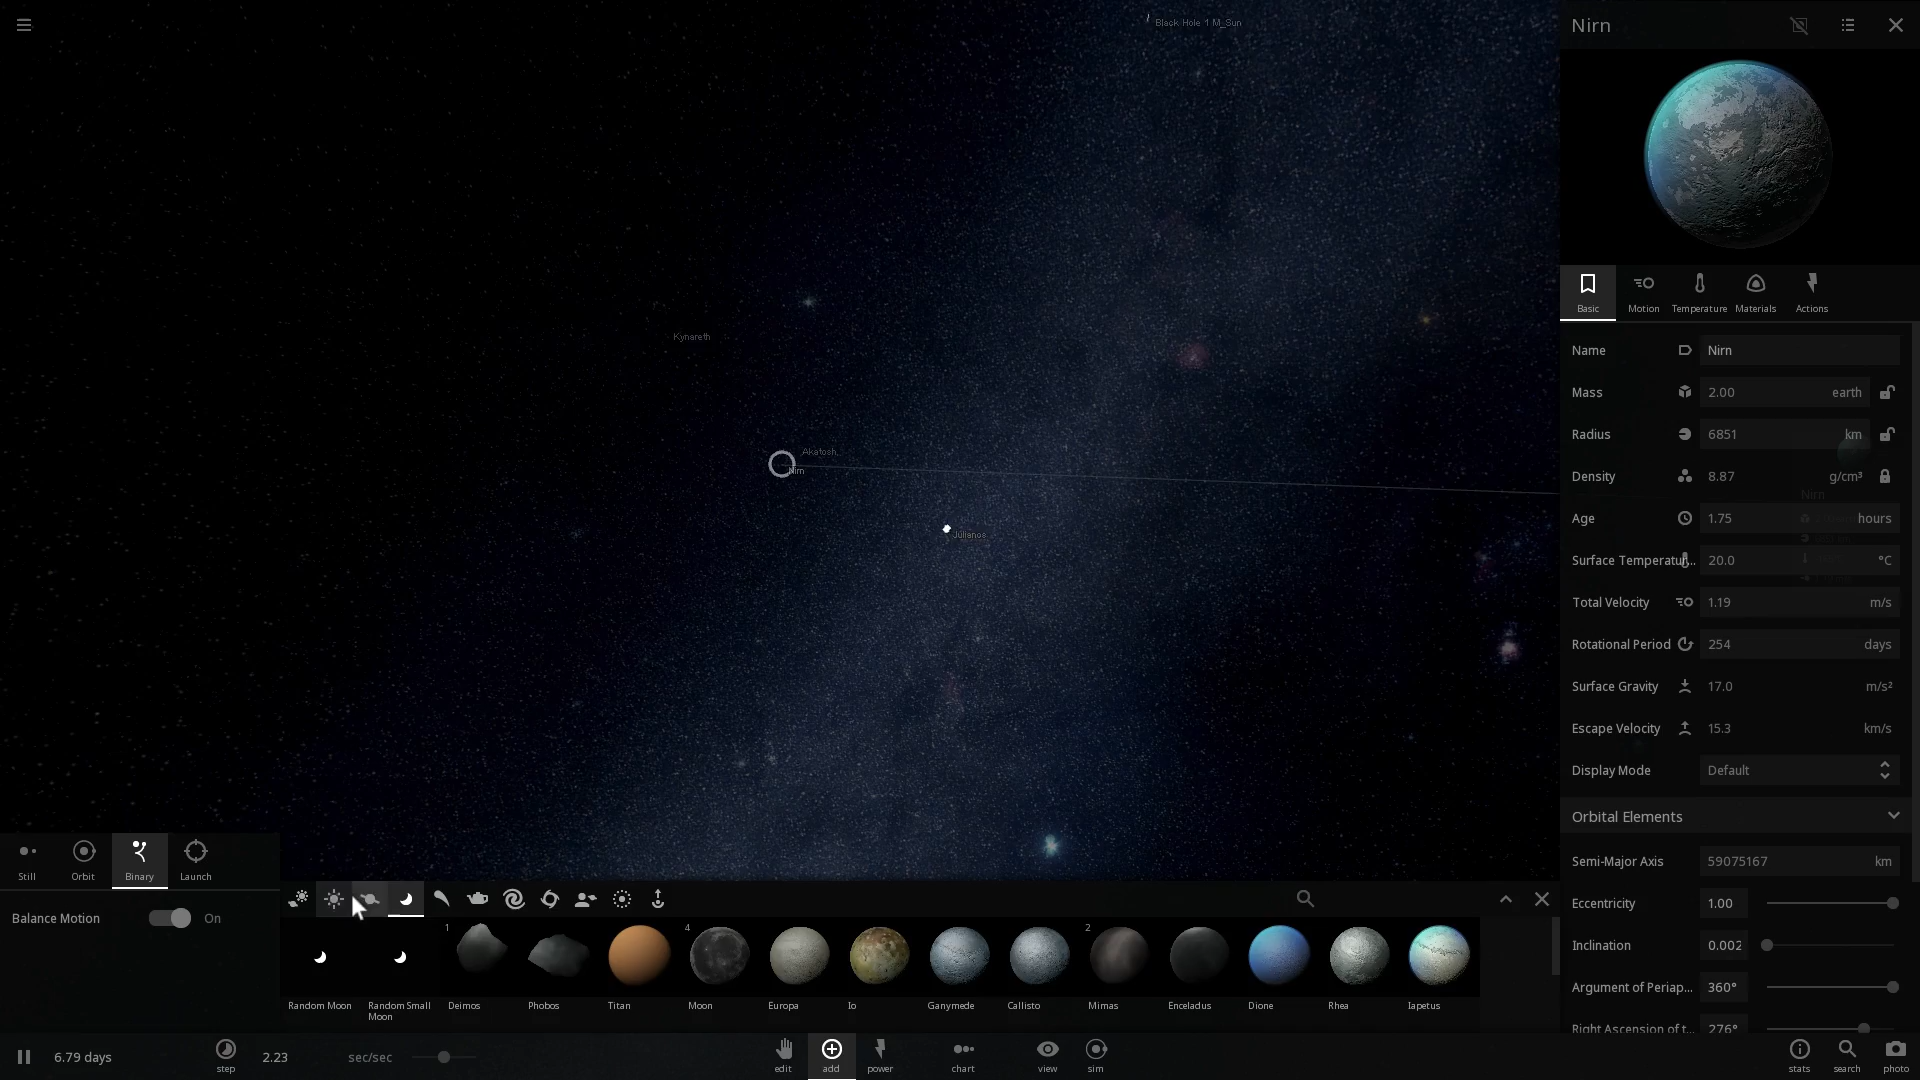 Black Hole 1 M_Sun
Nirn
Kynareth
Akatosh
Nirn
Julianos
Basic
Motion
Temperature
Materials
Actions
Name
Nirn
Mass
2.00
earth
Radius
6851
km
Density
8.87
g/cm³
Age
1.75
hours
Surface Temperatur...
20.0
°C
Total Velocity
1.19
m/s
Rotational Period
254
days
Surface Gravity
17.0
m/s²
Escape Velocity
15.3
km/s
Display Mode
Default
Orbital Elements
Semi-Major Axis
59075167
km
Eccentricity
1.00
Inclination
0.002
Argument of Periap...
360°
Right Ascension of t...
276°
Nirn
Still
Orbit
Binary
Launch
Balance Motion
On
1
4
2
Random Moon
Random Small
Moon
Deimos
Phobos
Titan
Moon
Europa
Io
Ganymede
Callisto
Mimas
Enceladus
Dione
Rhea
Iapetus
6.79 days
step
2.23
sec/sec
edit
add
power
chart
view
sim
stats
search
photo